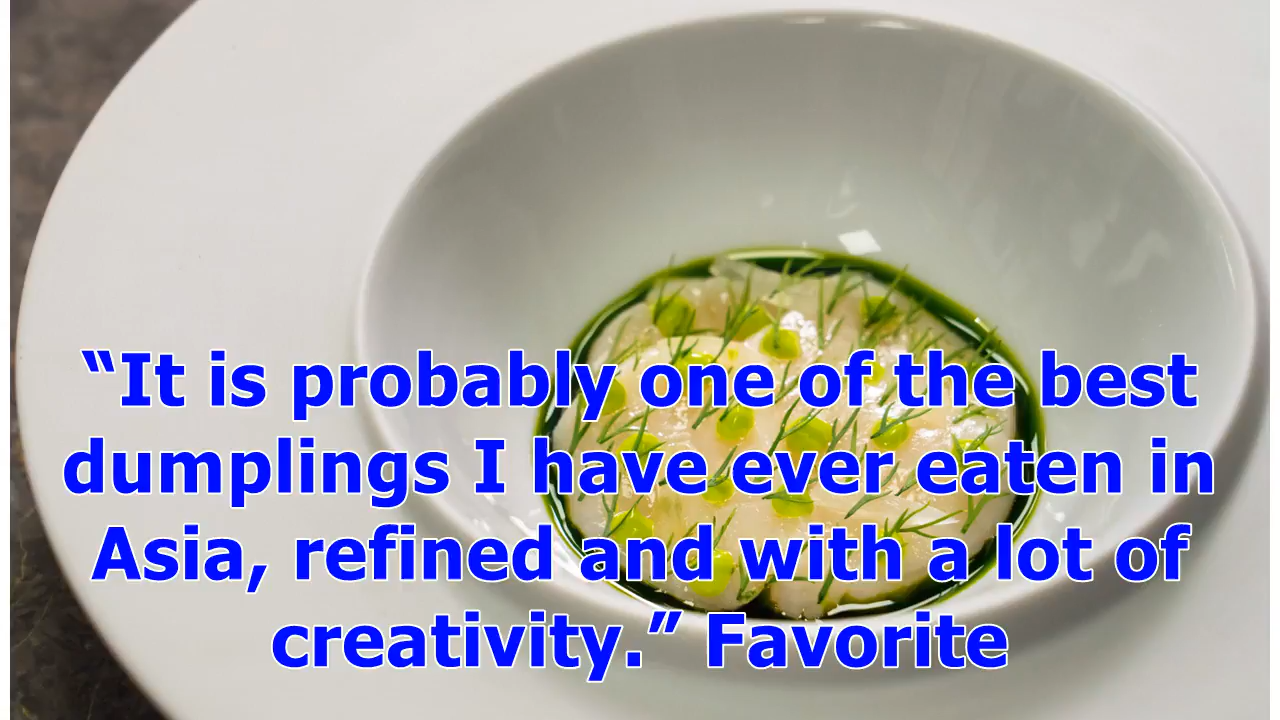 “It is probably one of the best
dumplings I have ever eaten in
Asia, refined and with a lot of
creativity.” Favorite